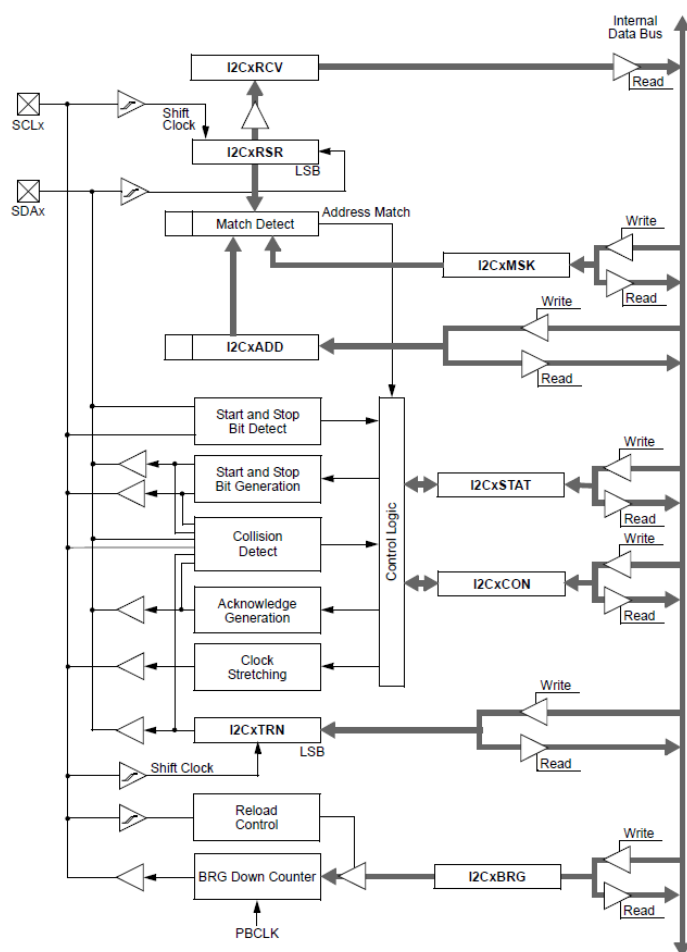 Internal
Data Bus
I2CxRCV
Read
SCLx
Shift
Clock
I2CxRSR
LSB
SDAx
Match Detect
Address Match
Write
I2CxMSK
Read
Write
I2CxADD
Read
Start and Stop
Bit Detect
Start and Stop
Bit Generation
Collision
Detect
Acknowledge
Generation
Clock
Stretching
Control Logic
Write
I2CxSTAT
Read
Write
I2CxCON
Read
Write
I2CxTRN
LSB
Read
Shift Clock
Reload
Control
Write
BRG Down Counter
I2CxBRG
Read
PBCLK